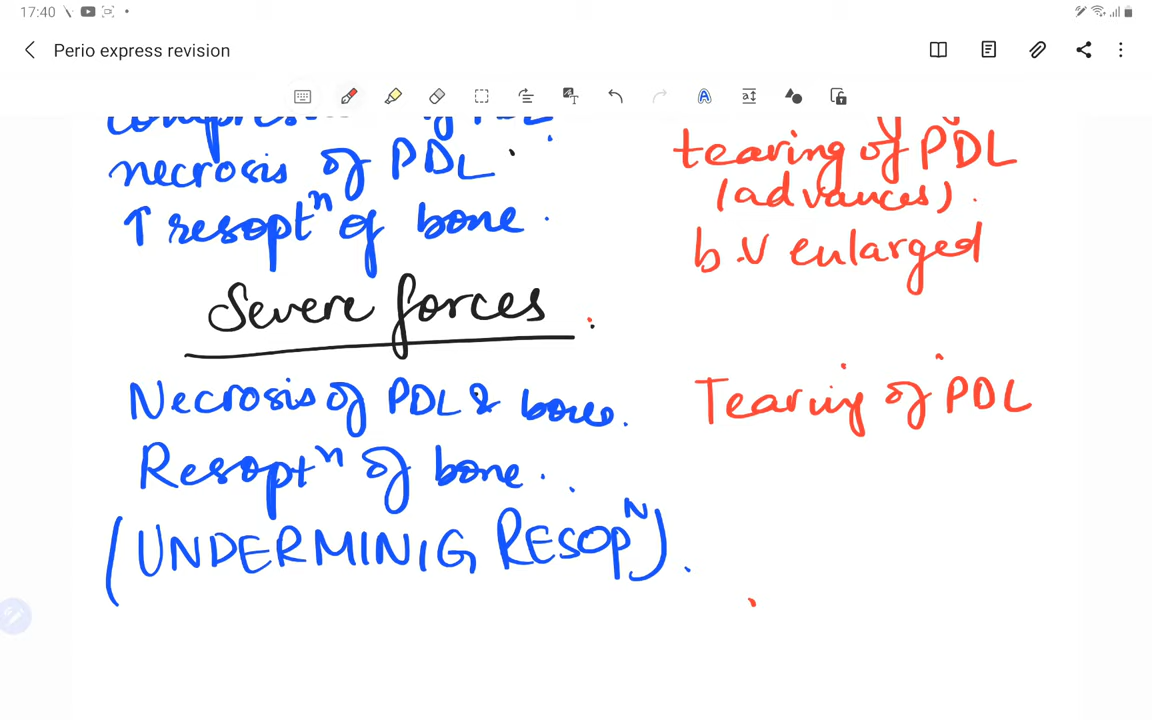 17:40
Perio express revision
necrosis of PDL
↑ resoptⁿ of bone.
tearing of PDL
(advances).
b.v enlarged
Severe forces
Necrosis of PDL & bone.
Resoptⁿ of bone.
(UNDERMINIG RESOPᴺ).
Tearing of PDL